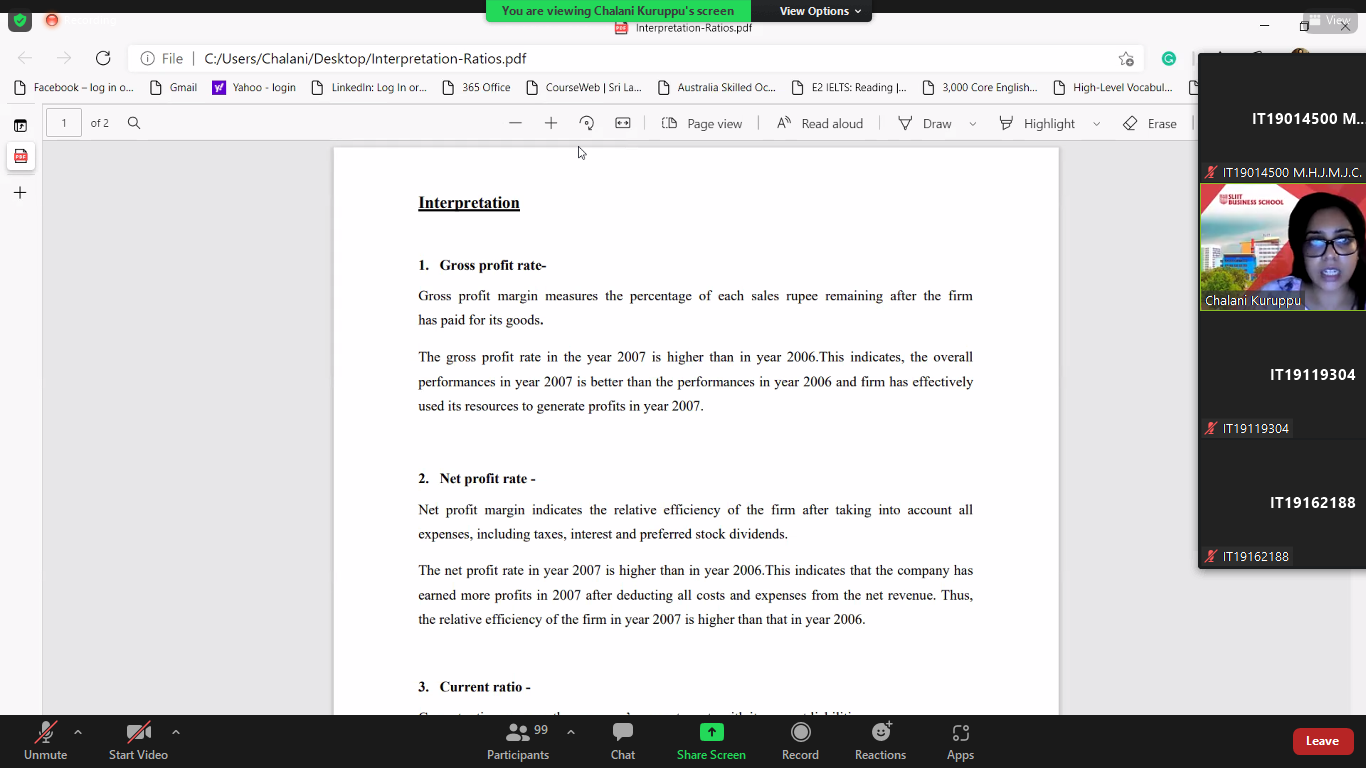 You are viewing Chalani Kuruppu's screen
View Options
Recording
View
Interpretation-Ratios.pdf
File
C:/Users/Chalani/Desktop/Interpretation-Ratios.pdf
Facebook – log in o...
Gmail
Yahoo - login
LinkedIn: Log In or...
365 Office
CourseWeb | Sri La...
Australia Skilled Oc...
E2 IELTS: Reading |...
3,000 Core English...
High-Level Vocabul...
1
of 2
Page view
Read aloud
Draw
Highlight
Erase
Interpretation
1. Gross profit rate-
Gross profit margin measures the percentage of each sales rupee remaining after the firm
has paid for its goods.
The gross profit rate in the year 2007 is higher than in year 2006.This indicates, the overall
performances in year 2007 is better than the performances in year 2006 and firm has effectively
used its resources to generate profits in year 2007.
2. Net profit rate -
Net profit margin indicates the relative efficiency of the firm after taking into account all
expenses, including taxes, interest and preferred stock dividends.
The net profit rate in year 2007 is higher than in year 2006.This indicates that the company has
earned more profits in 2007 after deducting all costs and expenses from the net revenue. Thus,
the relative efficiency of the firm in year 2007 is higher than that in year 2006.
3. Current ratio -
IT19014500 M...
IT19014500 M.H.J.M.J.C.
SLIIT
BUSINESS SCHOOL
Chalani Kuruppu
IT19119304
IT19119304
IT19162188
IT19162188
Unmute
Start Video
99
Participants
Chat
Share Screen
Record
Reactions
Apps
Leave